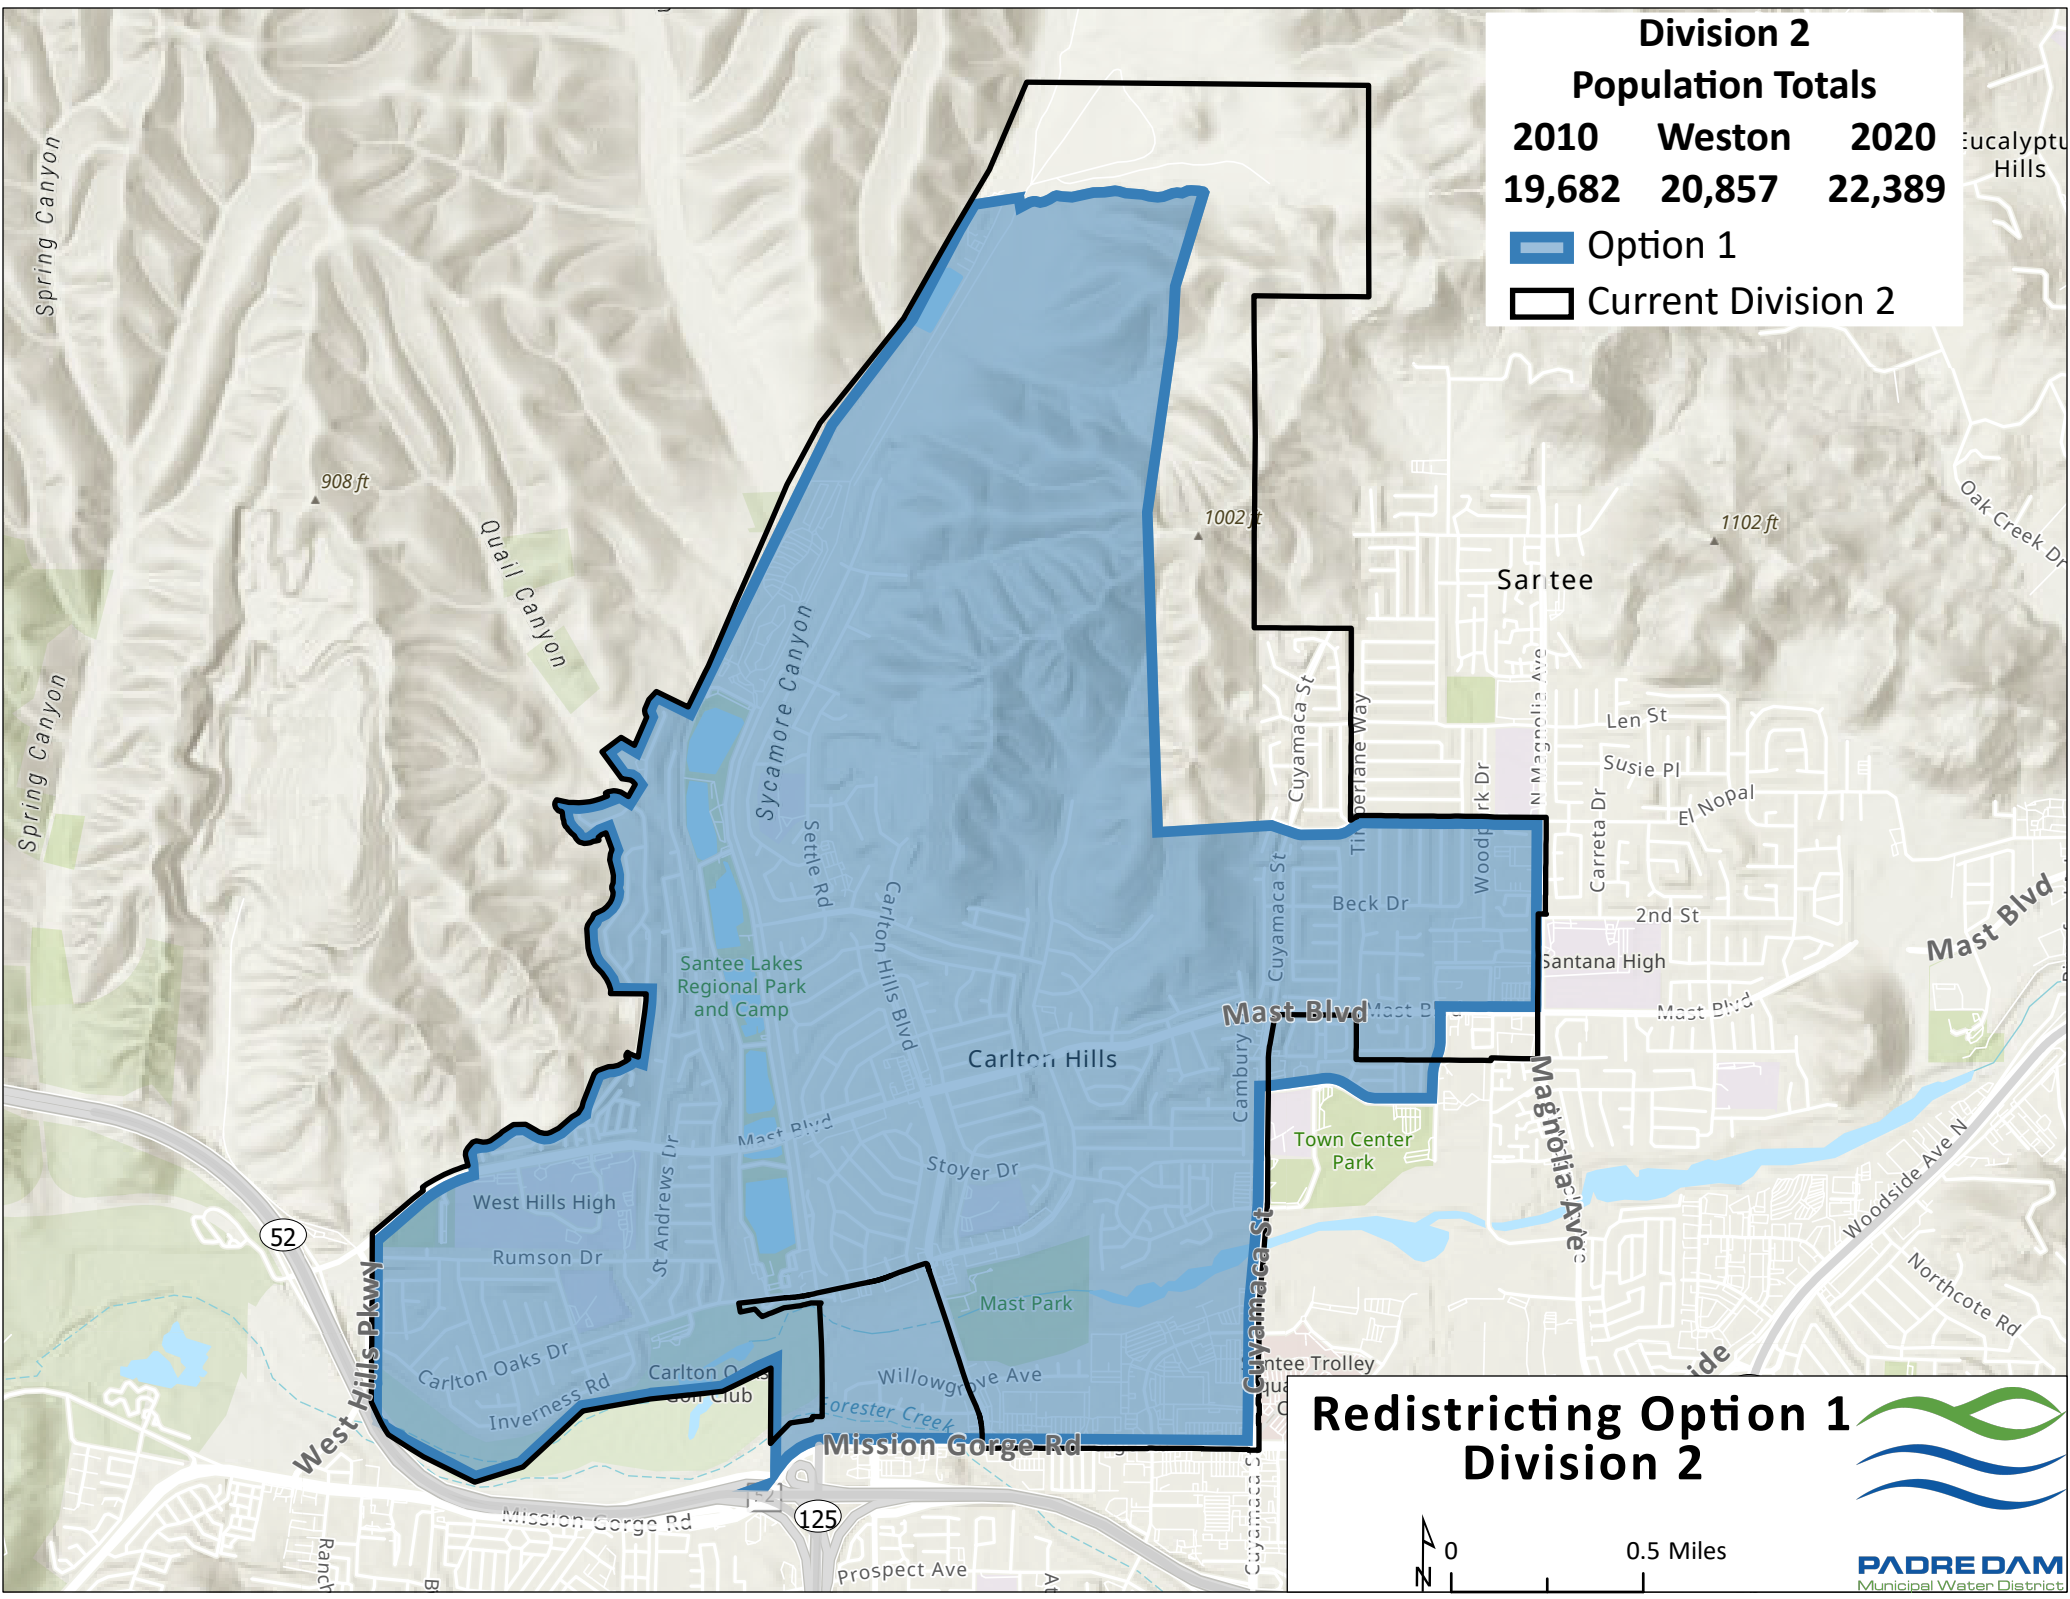 Division 2
Population Totals
2010 Weston 2020
19,682 20,857 22,389
Option 1
Current Division 2
Hills
Spring Canyon
908 ft
Quail Canyon
1002 ft
1102 ft
Oak Creek Dr
Santee
Spring Canyon
Sycamore Canyon
Cuyamaca St
N Magnolia Ave
Len St
Susie Pl
El Nopal
Carreta Dr
Settle Rd
Carlton Hills Blvd
Cuyamaca St
Beck Dr
2nd St
Mast Blvd
Santana High
Santee Lakes
Regional Park
and Camp
Mast Blvd
Mast Blvd
Carlton Hills
Cambury
Magnolia Ave
Mast Blvd
Town Center
Park
Stoyer Dr
St Andrews Dr
West Hills High
Rumson Dr
52
Woodside Ave N
Northcote Rd
West Hills Pkwy
Cuyamaca St
Mast Park
Carlton Oaks Dr
Inverness Rd
Willowgrove Ave
Forester Creek
Mission Gorge Rd
Mission Gorge Rd
125
Prospect Ave
Cuyamaca S
Redistricting Option 1
Division 2
N
0 0.5 Miles
PADRE DAM
Municipal Water District